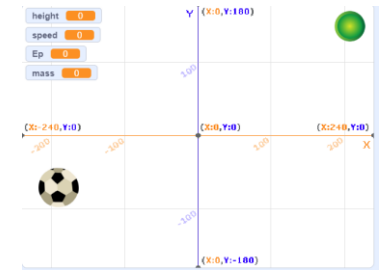 height 0
speed 0
Ep 0
mass 0
Y
(X:0,Y:180)
100
(X:-240,Y:0)
(X:0,Y:0)
(X:240,Y:0)
-200
-100
100
200
X
-100
(X:0,Y:-180)